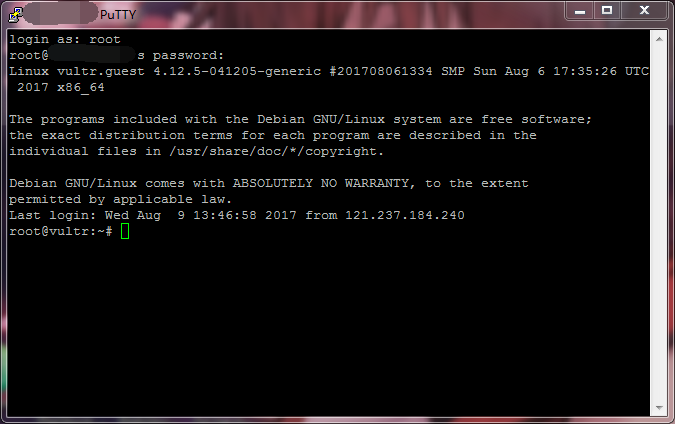 PuTTY
login as: root
root@ s password:
Linux vultr.guest 4.12.5-041205-generic #201708061334 SMP Sun Aug 6 17:35:26 UTC
2017 x86_64
The programs included with the Debian GNU/Linux system are free software;
the exact distribution terms for each program are described in the
individual files in /usr/share/doc/*/copyright.
Debian GNU/Linux comes with ABSOLUTELY NO WARRANTY, to the extent
permitted by applicable law.
Last login: Wed Aug  9 13:46:58 2017 from 121.237.184.240
root@vultr:~#